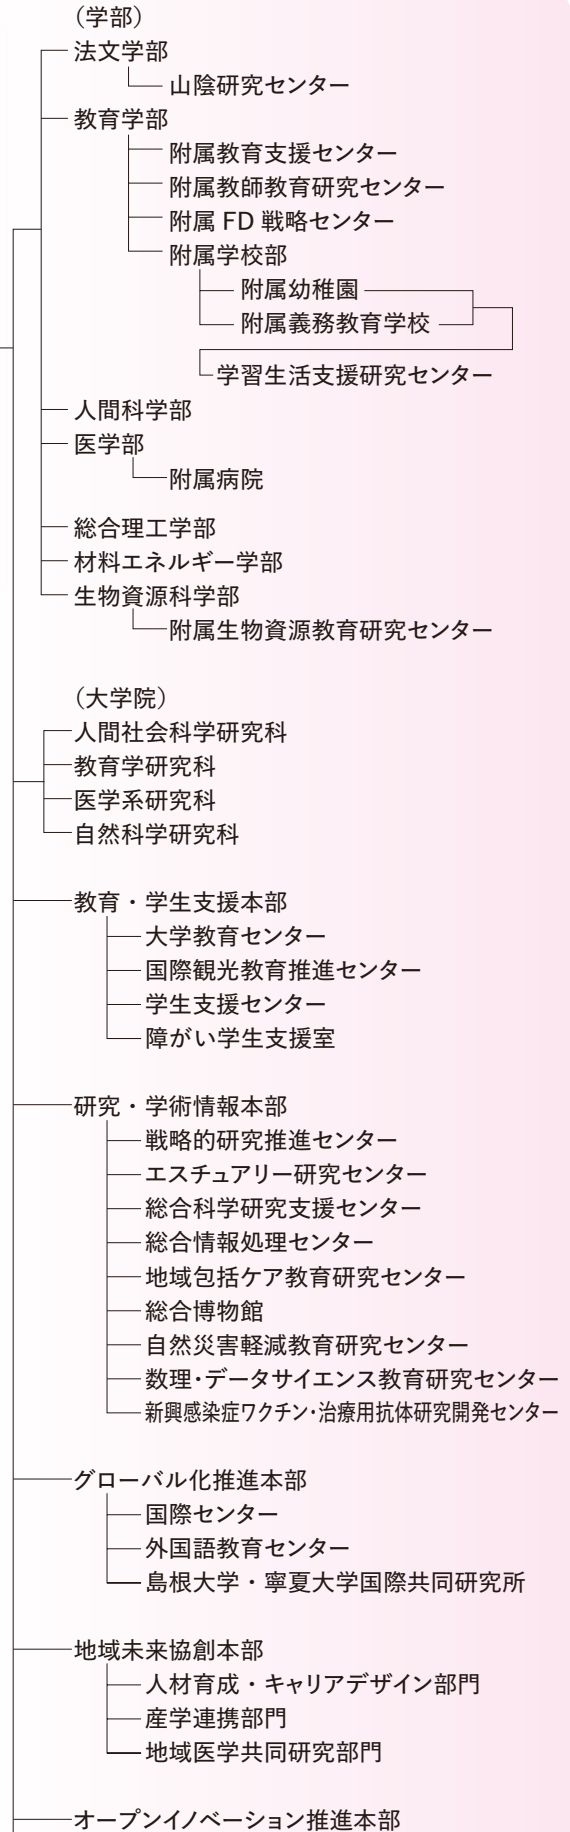 （学部）
法文学部
山陰研究センター
教育学部
附属教育支援センター
附属教師教育研究センター
附属 FD 戦略センター
附属学校部
附属幼稚園
附属義務教育学校
学習生活支援研究センター
人間科学部
医学部
附属病院
総合理工学部
材料エネルギー学部
生物資源科学部
附属生物資源教育研究センター
（大学院）
人間社会科学研究科
教育学研究科
医学系研究科
自然科学研究科
教育・学生支援本部
大学教育センター
国際観光教育推進センター
学生支援センター
障がい学生支援室
研究・学術情報本部
戦略的研究推進センター
エスチュアリー研究センター
総合科学研究支援センター
総合情報処理センター
地域包括ケア教育研究センター
総合博物館
自然災害軽減教育研究センター
数理・データサイエンス教育研究センター
新興感染症ワクチン・治療用抗体研究開発センター
グローバル化推進本部
国際センター
外国語教育センター
島根大学・寧夏大学国際共同研究所
地域未来協創本部
人材育成・キャリアデザイン部門
産学連携部門
地域医学共同研究部門
オープンイノベーション推進本部